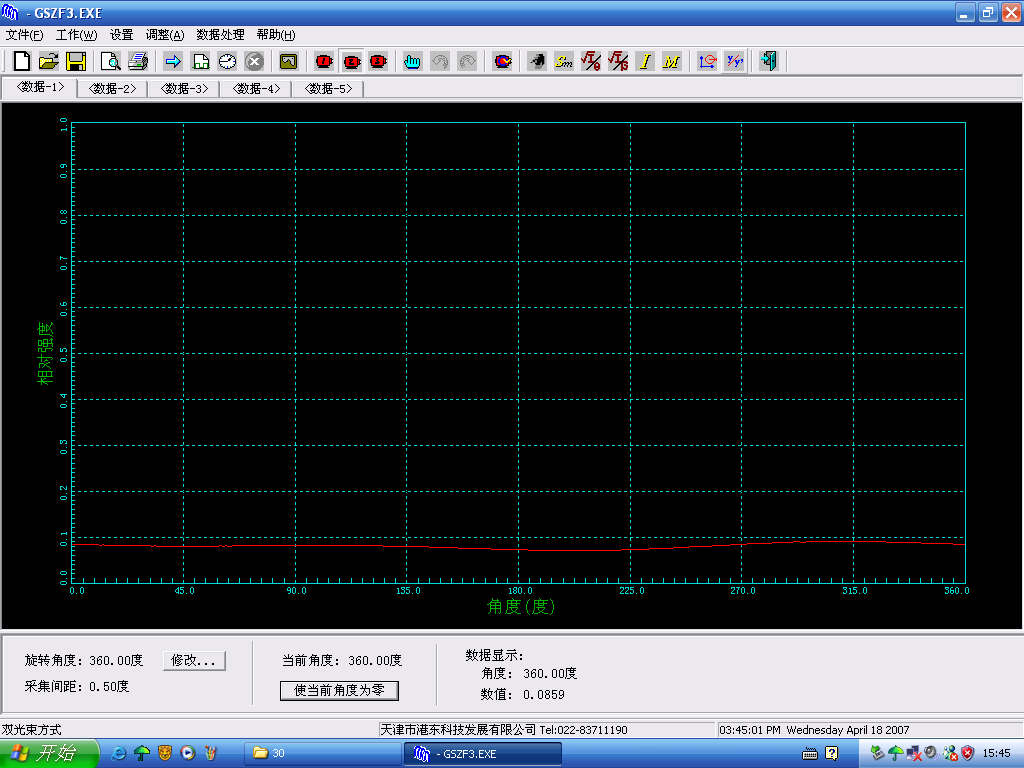 - GSZF3.EXE
文件(F) 工作(W) 设置 调整(A) 数据处理 帮助(H)
Sm I M
<数据-1> <数据-2> <数据-3> <数据-4> <数据-5>
1.0
0.9
0.8
0.7
0.6
0.5
0.4
0.3
0.2
0.1
0.0
相对强度
0.0 45.0 90.0 135.0 180.0 225.0 270.0 315.0 360.0
角度(度)
旋转角度: 360.00度 修改...
采集间距: 0.50度
当前角度: 360.00度
使当前角度为零
数据显示:
角度: 360.00度
数值: 0.0859
双光束方式 天津市港东科技发展有限公司 Tel:022-83711190 03:45:01 PM Wednesday April 18 2007
开始 30 - GSZF3.EXE 15:45